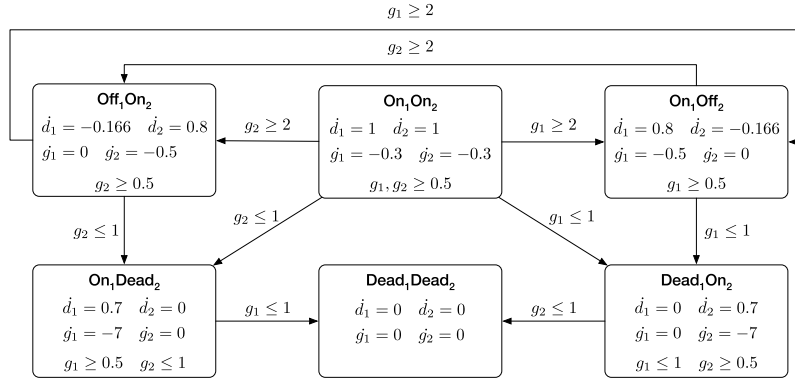 g₁ ≥ 2
g₂ ≥ 2
Off₁On₂
ḋ₁ = −0.166 ḋ₂ = 0.8
ġ₁ = 0 ġ₂ = −0.5
g₂ ≥ 0.5
g₂ ≥ 2
On₁On₂
ḋ₁ = 1 ḋ₂ = 1
ġ₁ = −0.3 ġ₂ = −0.3
g₁, g₂ ≥ 0.5
g₁ ≥ 2
On₁Off₂
ḋ₁ = 0.8 ḋ₂ = −0.166
ġ₁ = −0.5 ġ₂ = 0
g₁ ≥ 0.5
g₂ ≤ 1
g₂ ≤ 1
g₁ ≤ 1
g₁ ≤ 1
On₁Dead₂
ḋ₁ = 0.7 ḋ₂ = 0
ġ₁ = −7 ġ₂ = 0
g₁ ≥ 0.5 g₂ ≤ 1
g₁ ≤ 1
Dead₁Dead₂
ḋ₁ = 0 ḋ₂ = 0
ġ₁ = 0 ġ₂ = 0
g₂ ≤ 1
Dead₁On₂
ḋ₁ = 0 ḋ₂ = 0.7
ġ₁ = 0 ġ₂ = −7
g₁ ≤ 1 g₂ ≥ 0.5